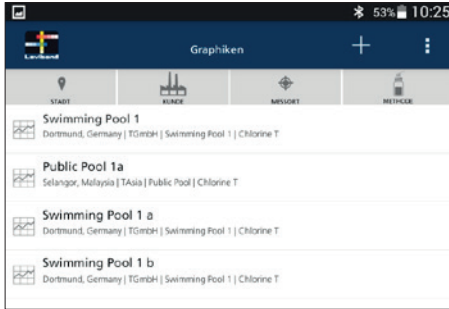 53% 10:25
Lovibond
Graphiken
STADT KUNDE MESSORT METHODE
Swimming Pool 1
Dortmund, Germany | TGmbH | Swimming Pool 1 | Chlorine T
Public Pool 1a
Selangor, Malaysia | TAsia | Public Pool | Chlorine T
Swimming Pool 1 a
Dortmund, Germany | TGmbH | Swimming Pool 1 | Chlorine T
Swimming Pool 1 b
Dortmund, Germany | TGmbH | Swimming Pool 1 | Chlorine T